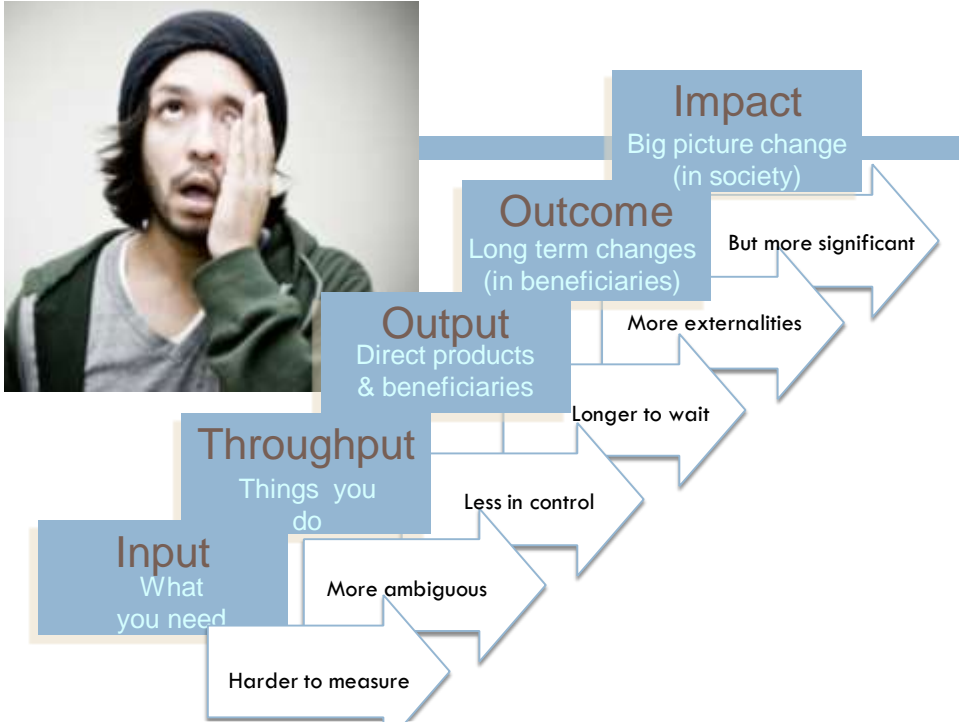 Impact
Big picture change
(in society)
Outcome
Long term changes
(in beneficiaries)
But more significant
Output
Direct products
& beneficiaries
More externalities
Throughput
Things you
do
Longer to wait
Less in control
Input
What
you need
More ambiguous
Harder to measure